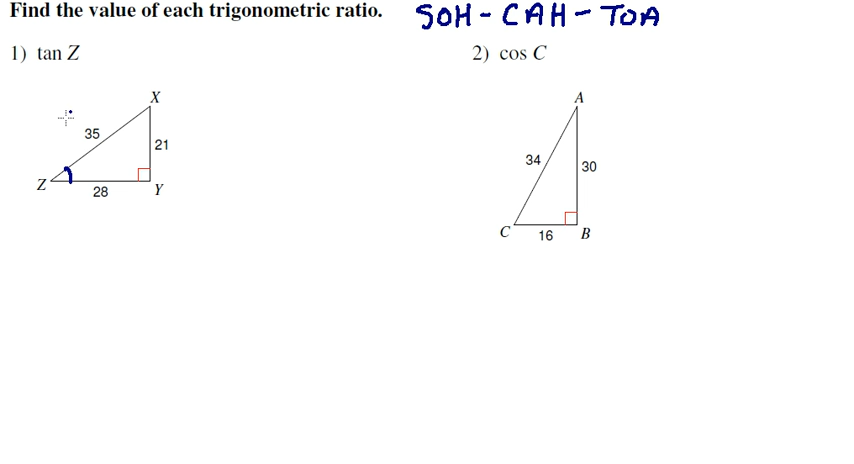 Find the value of each trigonometric ratio. SOH - CAH - TOA
1) tan Z
2) cos C
X
35
21
Z
28
Y
A
34
30
C
16
B